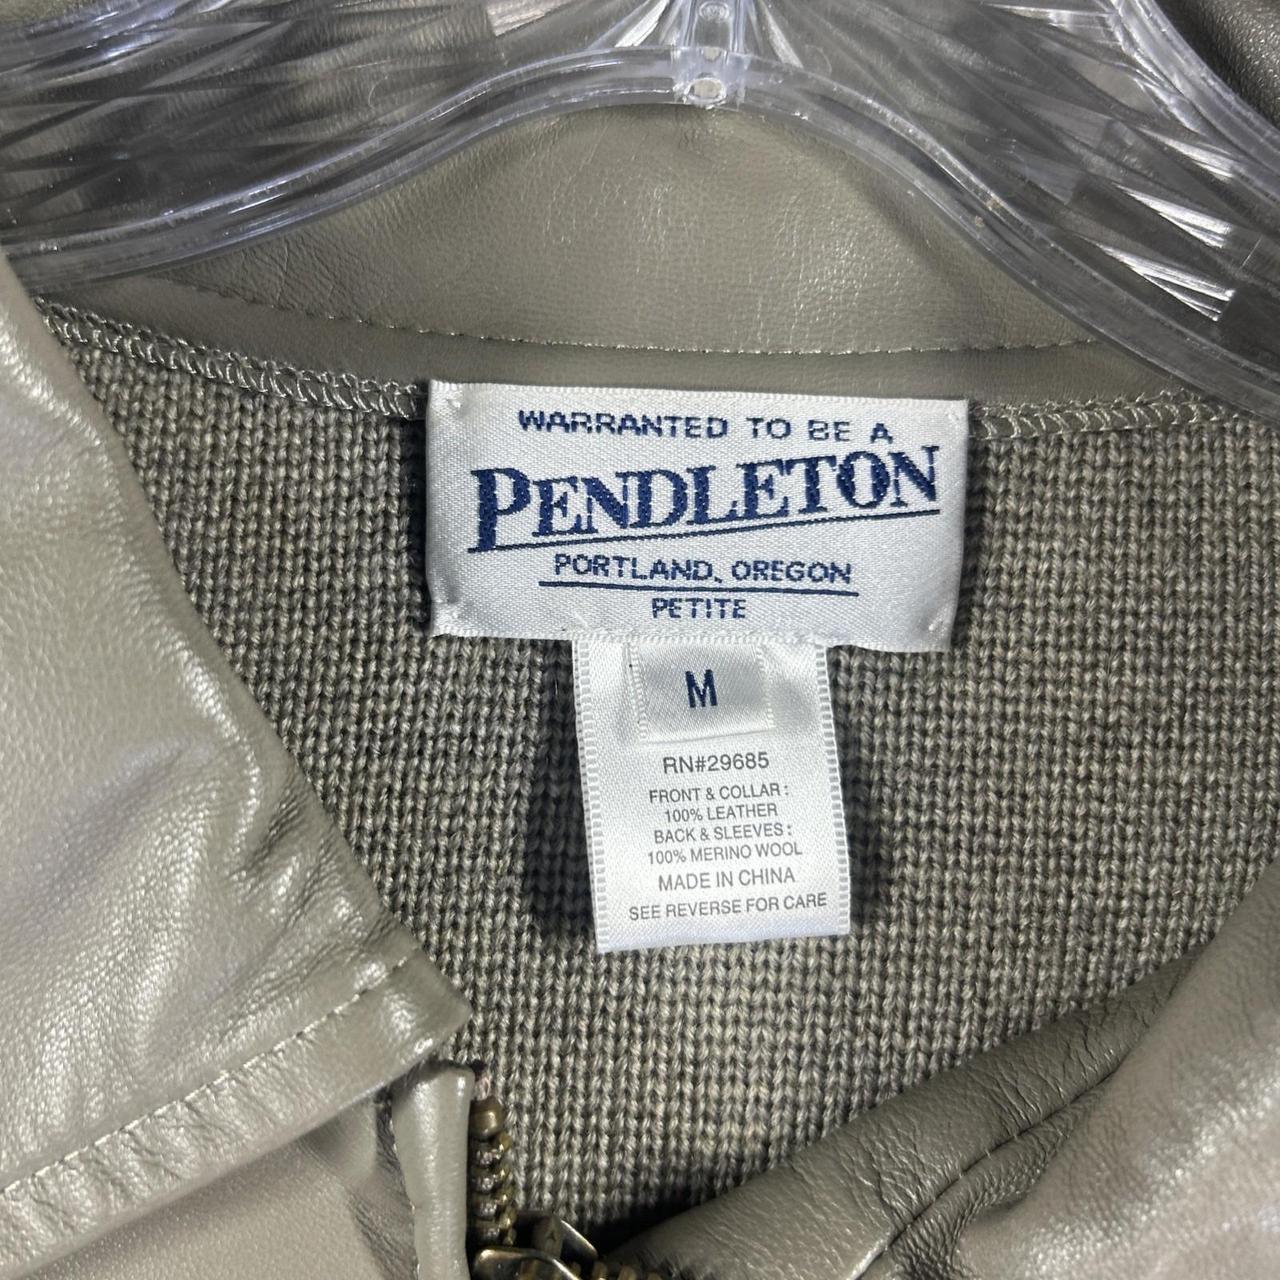 WARRANTED TO BE A
PENDLETON
PORTLAND, OREGON
PETITE
M
RN#29685
FRONT & COLLAR :
100% LEATHER
BACK & SLEEVES :
100% MERINO WOOL
MADE IN CHINA
SEE REVERSE FOR CARE